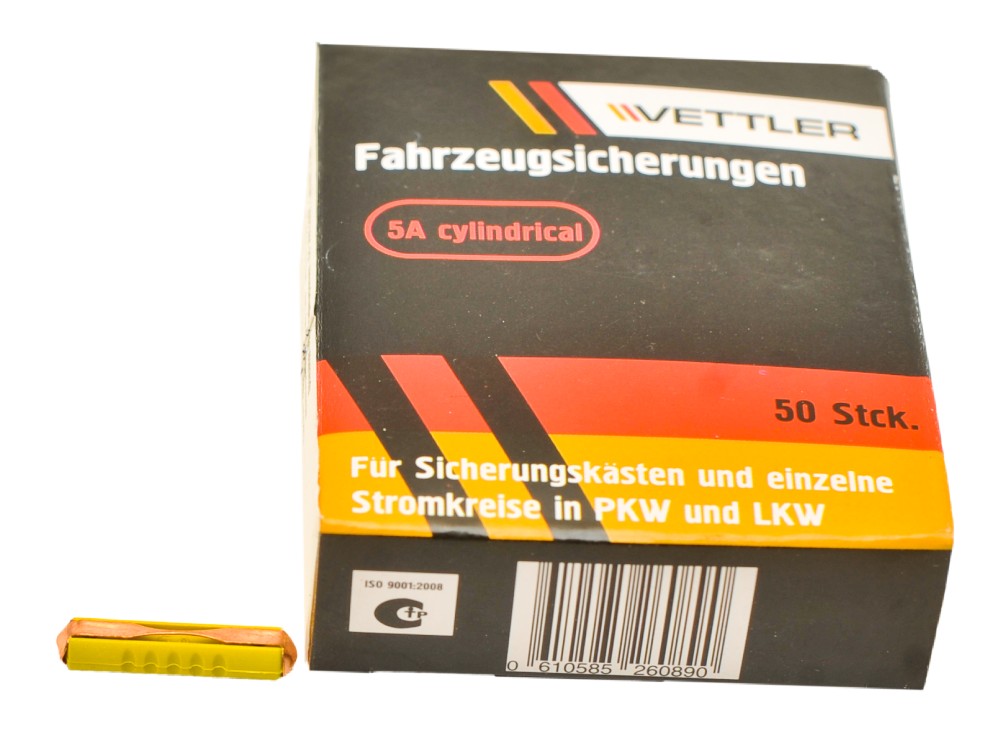 VETTLER
Fahrzeugsicherungen
5A cylindrical
50 Stck.
Für Sicherungskästen und einzelne
Stromkreise in PKW und LKW
ISO 9001:2008
C TP
0 610585 260890